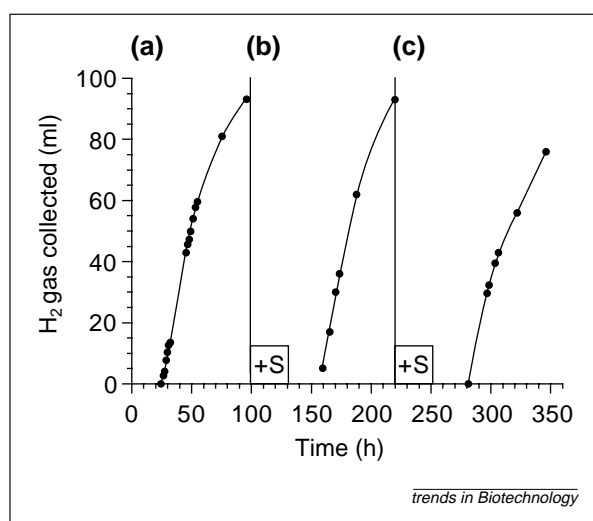 (a) (b) (c)
100
80
60
40
20
0
H₂ gas collected (ml)
+S +S
0 50 100 150 200 250 300 350
Time (h)
trends in Biotechnology